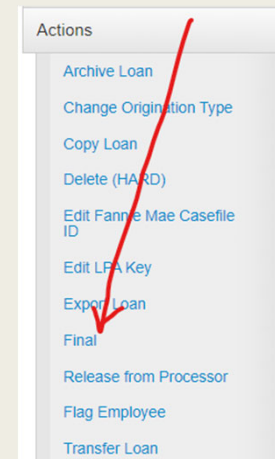 Actions
Archive Loan
Change Origination Type
Copy Loan
Delete (HARD)
Edit Fannie Mae Casefile
ID
Edit LPA Key
Export Loan
Final
Release from Processor
Flag Employee
Transfer Loan